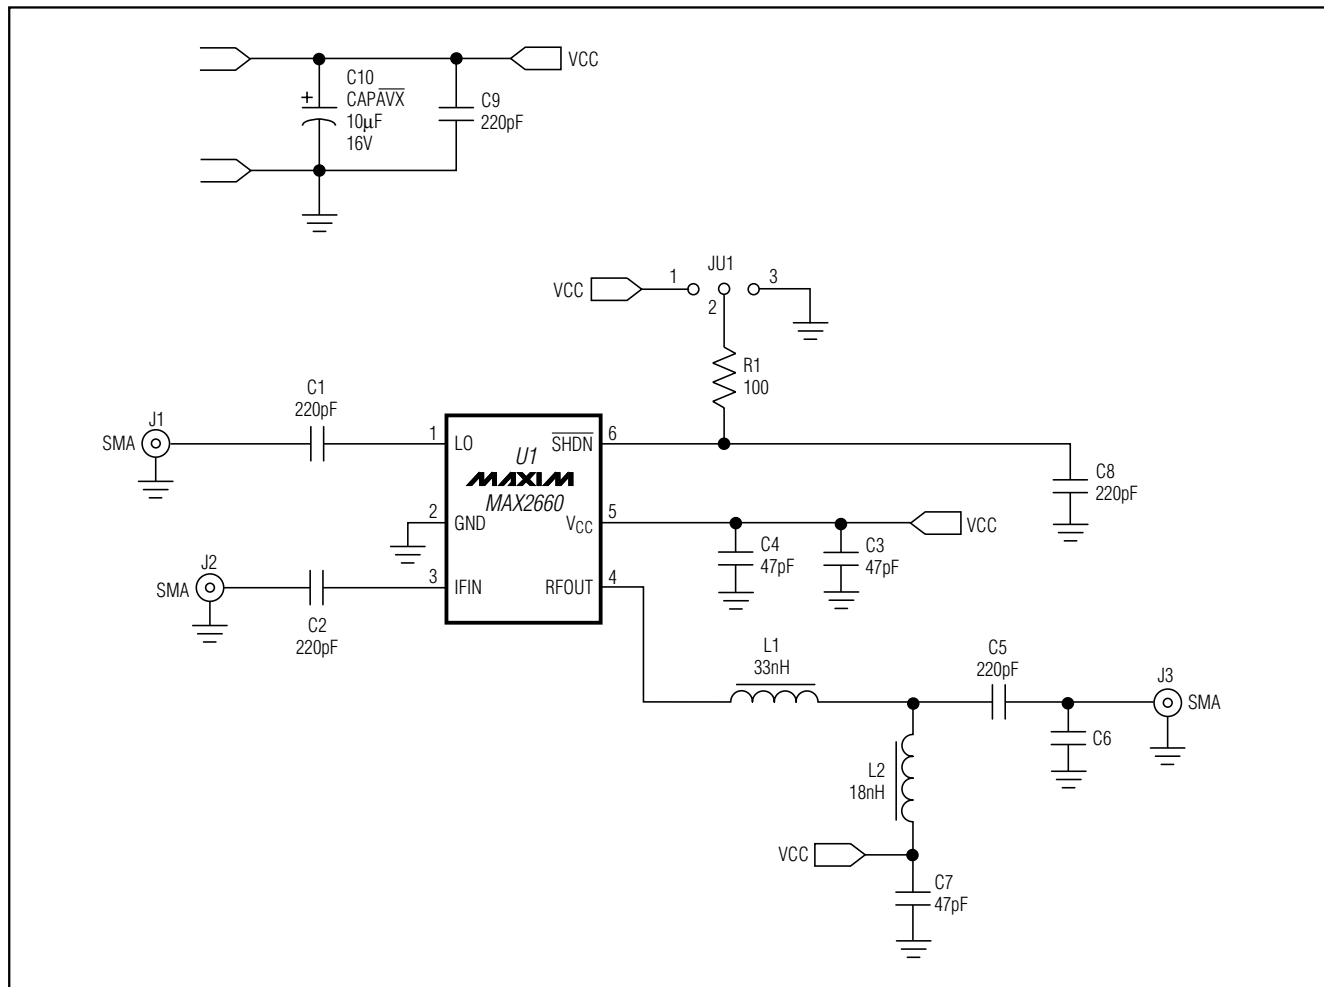 VCC
C10
CAPAVX
10μF
16V
+
C9
220pF
VCC
1
JU1
3
2
R1
100
C1
220pF
J1
SMA
1
LO
SHDN
6
U1
MAXIM
MAX2660
C8
220pF
2
GND
VCC
5
VCC
C4
47pF
C3
47pF
J2
SMA
3
IFIN
RFOUT
4
C2
220pF
L1
33nH
C5
220pF
J3
SMA
C6
L2
18nH
VCC
C7
47pF